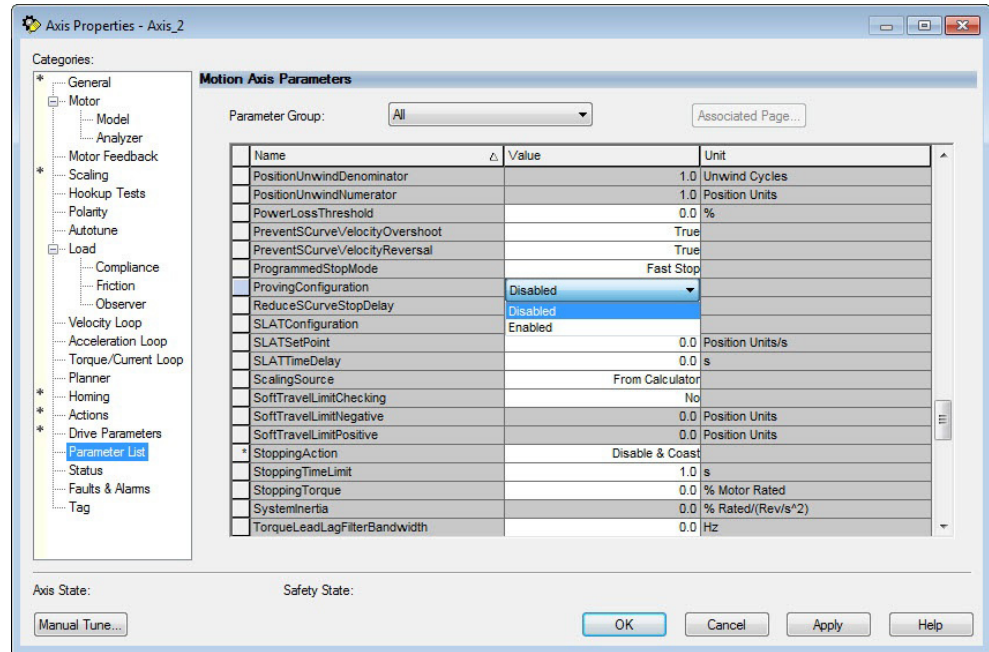 Axis Properties - Axis_2
Categories:
* General
Motor
Model
Analyzer
Motor Feedback
* Scaling
Hookup Tests
Polarity
Autotune
Load
Compliance
Friction
Observer
Velocity Loop
Acceleration Loop
Torque/Current Loop
Planner
* Homing
* Actions
* Drive Parameters
Parameter List
Status
Faults & Alarms
Tag
Motion Axis Parameters
Parameter Group: All Associated Page...
Name Value Unit
PositionUnwindDenominator 1.0 Unwind Cycles
PositionUnwindNumerator 1.0 Position Units
PowerLossThreshold 0.0 %
PreventSCurveVelocityOvershoot True
PreventSCurveVelocityReversal True
ProgrammedStopMode Fast Stop
ProvingConfiguration Disabled
ReduceSCurveStopDelay Disabled
SLATConfiguration Enabled
SLATSetPoint 0.0 Position Units/s
SLATTimeDelay 0.0 s
ScalingSource From Calculator
SoftTravelLimitChecking No
SoftTravelLimitNegative 0.0 Position Units
SoftTravelLimitPositive 0.0 Position Units
* StoppingAction Disable & Coast
StoppingTimeLimit 1.0 s
StoppingTorque 0.0 % Motor Rated
SystemInertia 0.0 % Rated/(Rev/s^2)
TorqueLeadLagFilterBandwidth 0.0 Hz
Axis State: Safety State:
Manual Tune... OK Cancel Apply Help